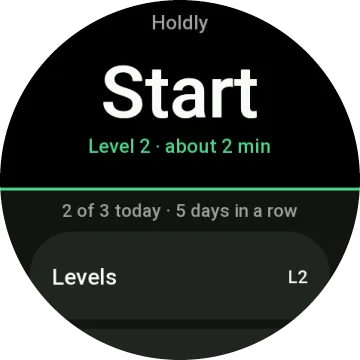 Holdly
Start
Level 2 · about 2 min
2 of 3 today · 5 days in a row
Levels L2